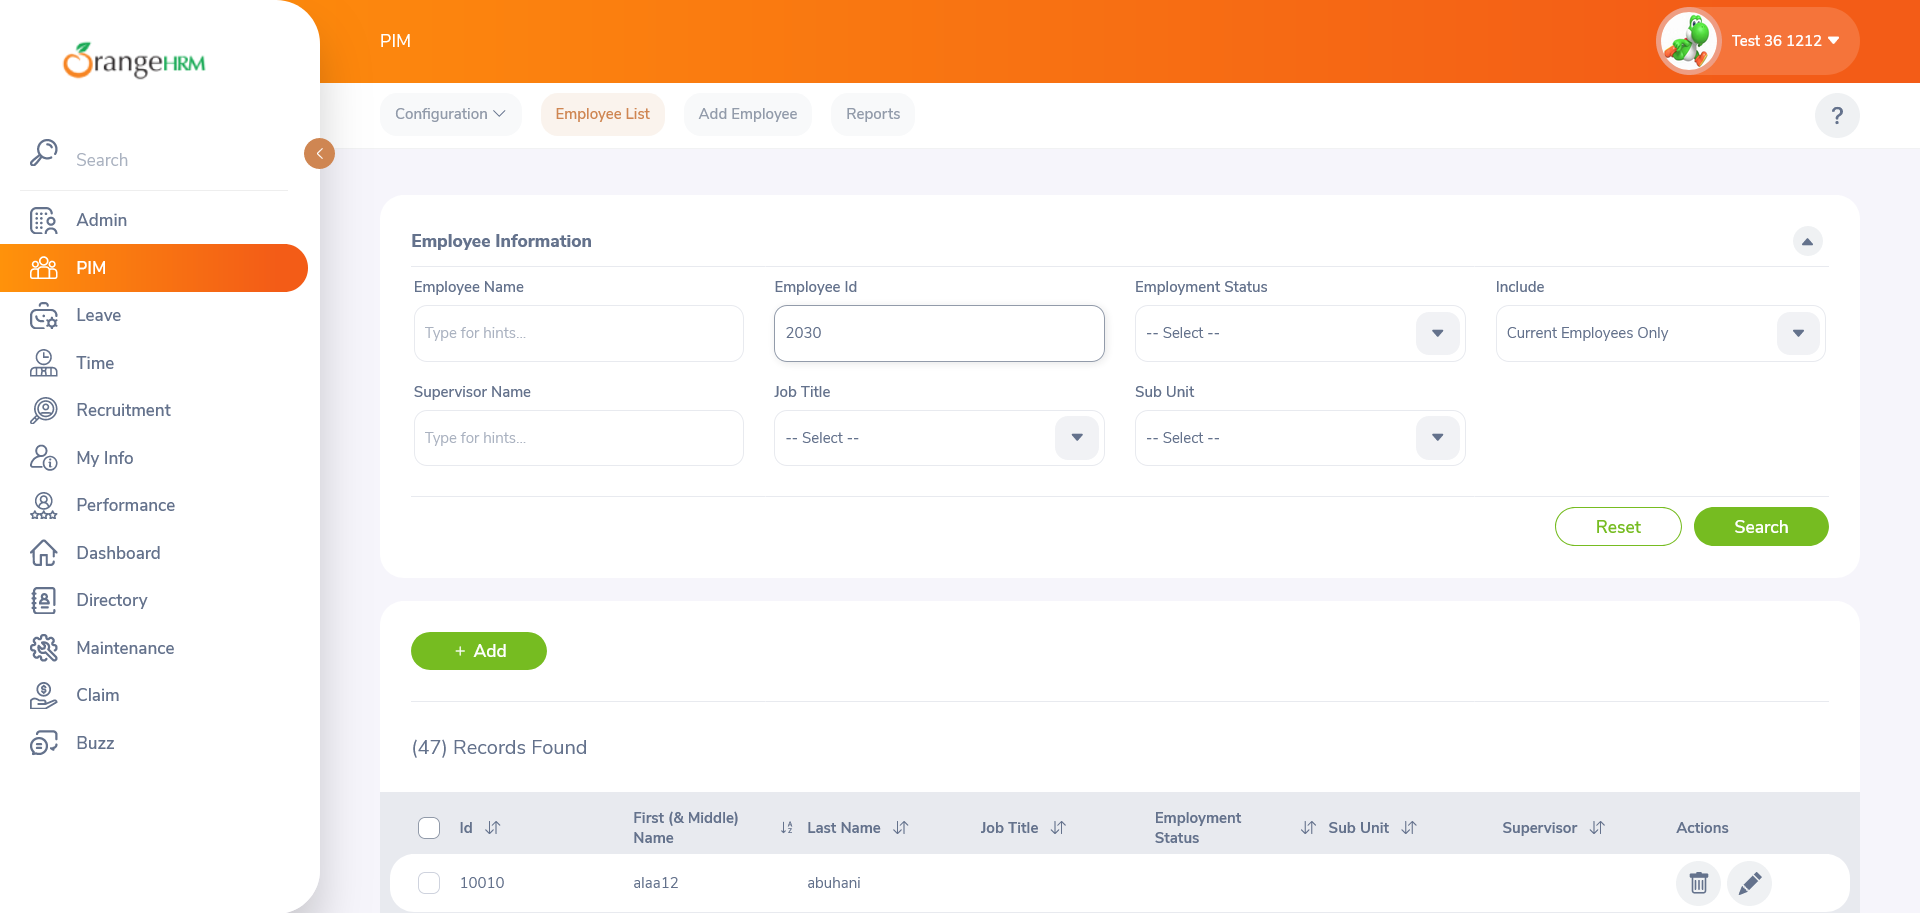 OrangeHRM
PIM
Test 36 1212
Configuration
Employee List
Add Employee
Reports
?
Search
Admin
PIM
Leave
Time
Recruitment
My Info
Performance
Dashboard
Directory
Maintenance
Claim
Buzz
Employee Information
Employee Name
Employee Id
Employment Status
Include
Type for hints...
2030
-- Select --
Current Employees Only
Supervisor Name
Job Title
Sub Unit
Type for hints...
-- Select --
-- Select --
Reset
Search
+ Add
(47) Records Found
Id
First (& Middle)
Name
Last Name
Job Title
Employment
Status
Sub Unit
Supervisor
Actions
10010
alaa12
abuhani